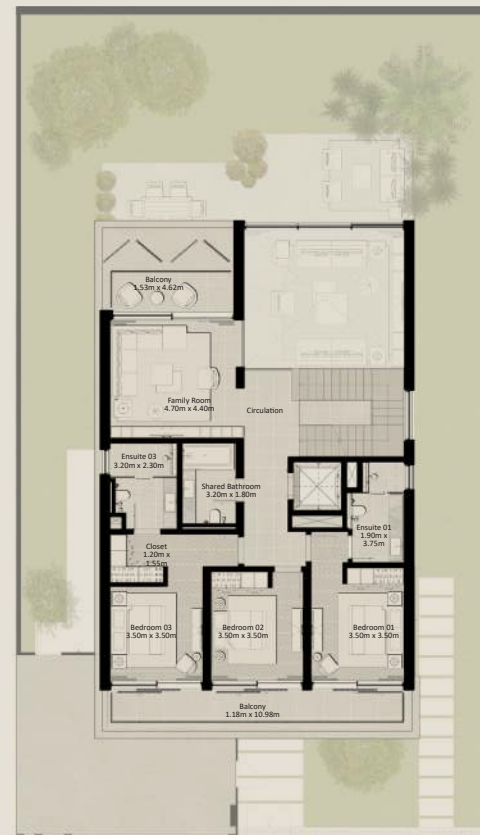 Balcony
1.53m x 4.62m
Family Room
4.70m x 4.40m
Circulation
Ensuite 03
3.20m x 2.30m
Shared Bathroom
3.20m x 1.80m
Ensuite 01
1.90m x
3.75m
Closet
1.20m x
1.55m
Bedroom 03
3.50m x 3.50m
Bedroom 02
3.50m x 3.50m
Bedroom 01
3.50m x 3.50m
Balcony
1.18m x 10.98m